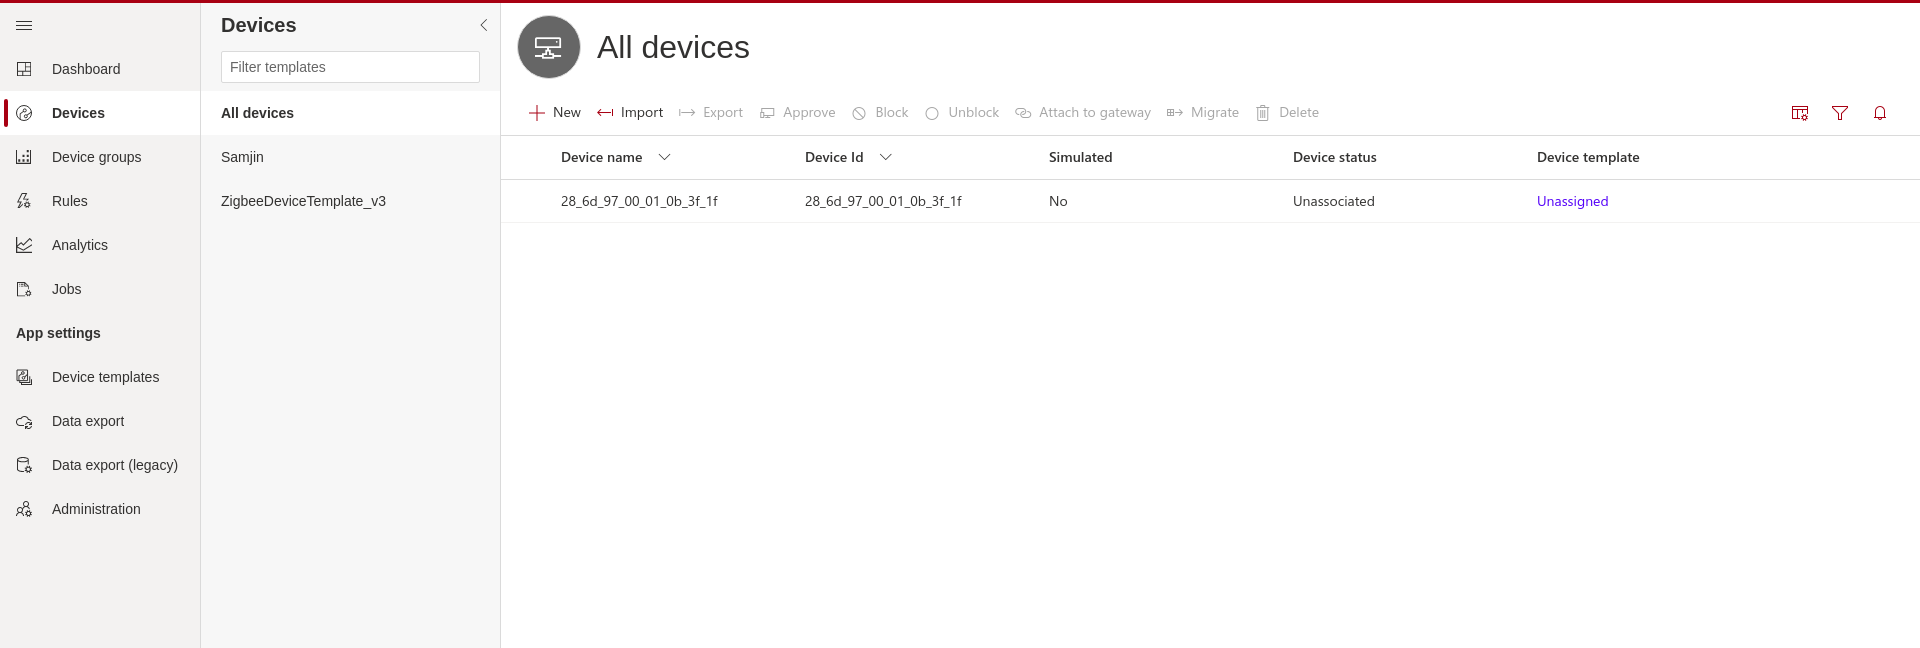 Dashboard
Devices
Device groups
Rules
Analytics
Jobs
App settings
Device templates
Data export
Data export (legacy)
Administration
Devices
Filter templates
All devices
Samjin
ZigbeeDeviceTemplate_v3
All devices
New Import Export Approve Block Unblock Attach to gateway Migrate Delete
Device name Device Id Simulated Device status Device template
28_6d_97_00_01_0b_3f_1f 28_6d_97_00_01_0b_3f_1f No Unassociated Unassigned